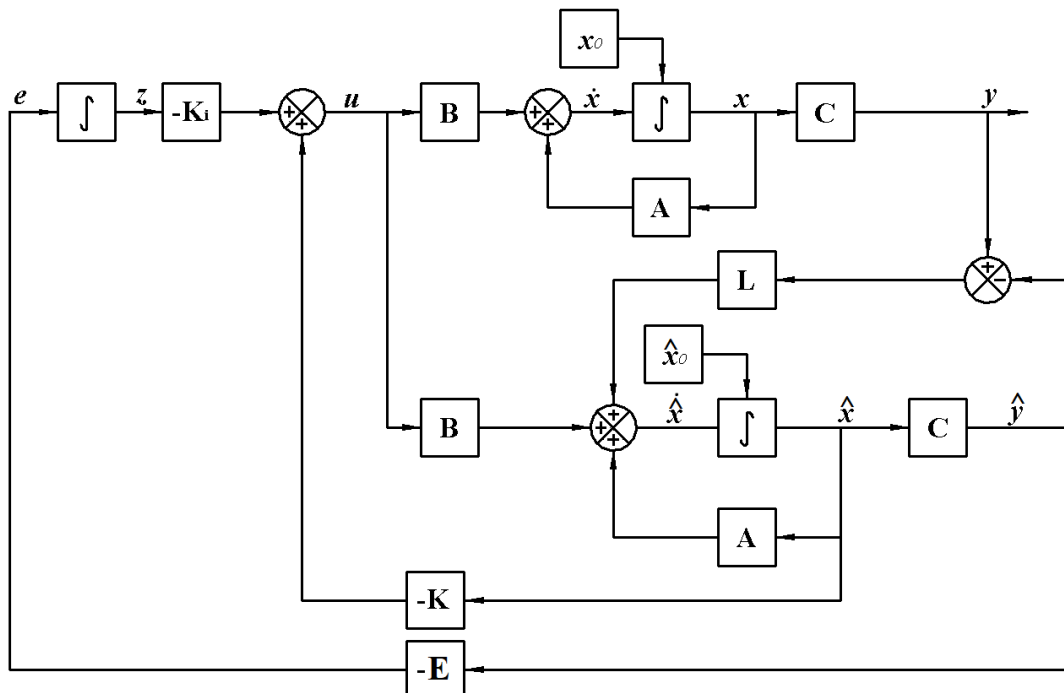 x₀
e ∫ z -Kᵢ + + u B + + ẋ ∫ x C y
A
+ −
L
x̂₀
B + + + x̂̇ ∫ x̂ C ŷ
A
-K
-E